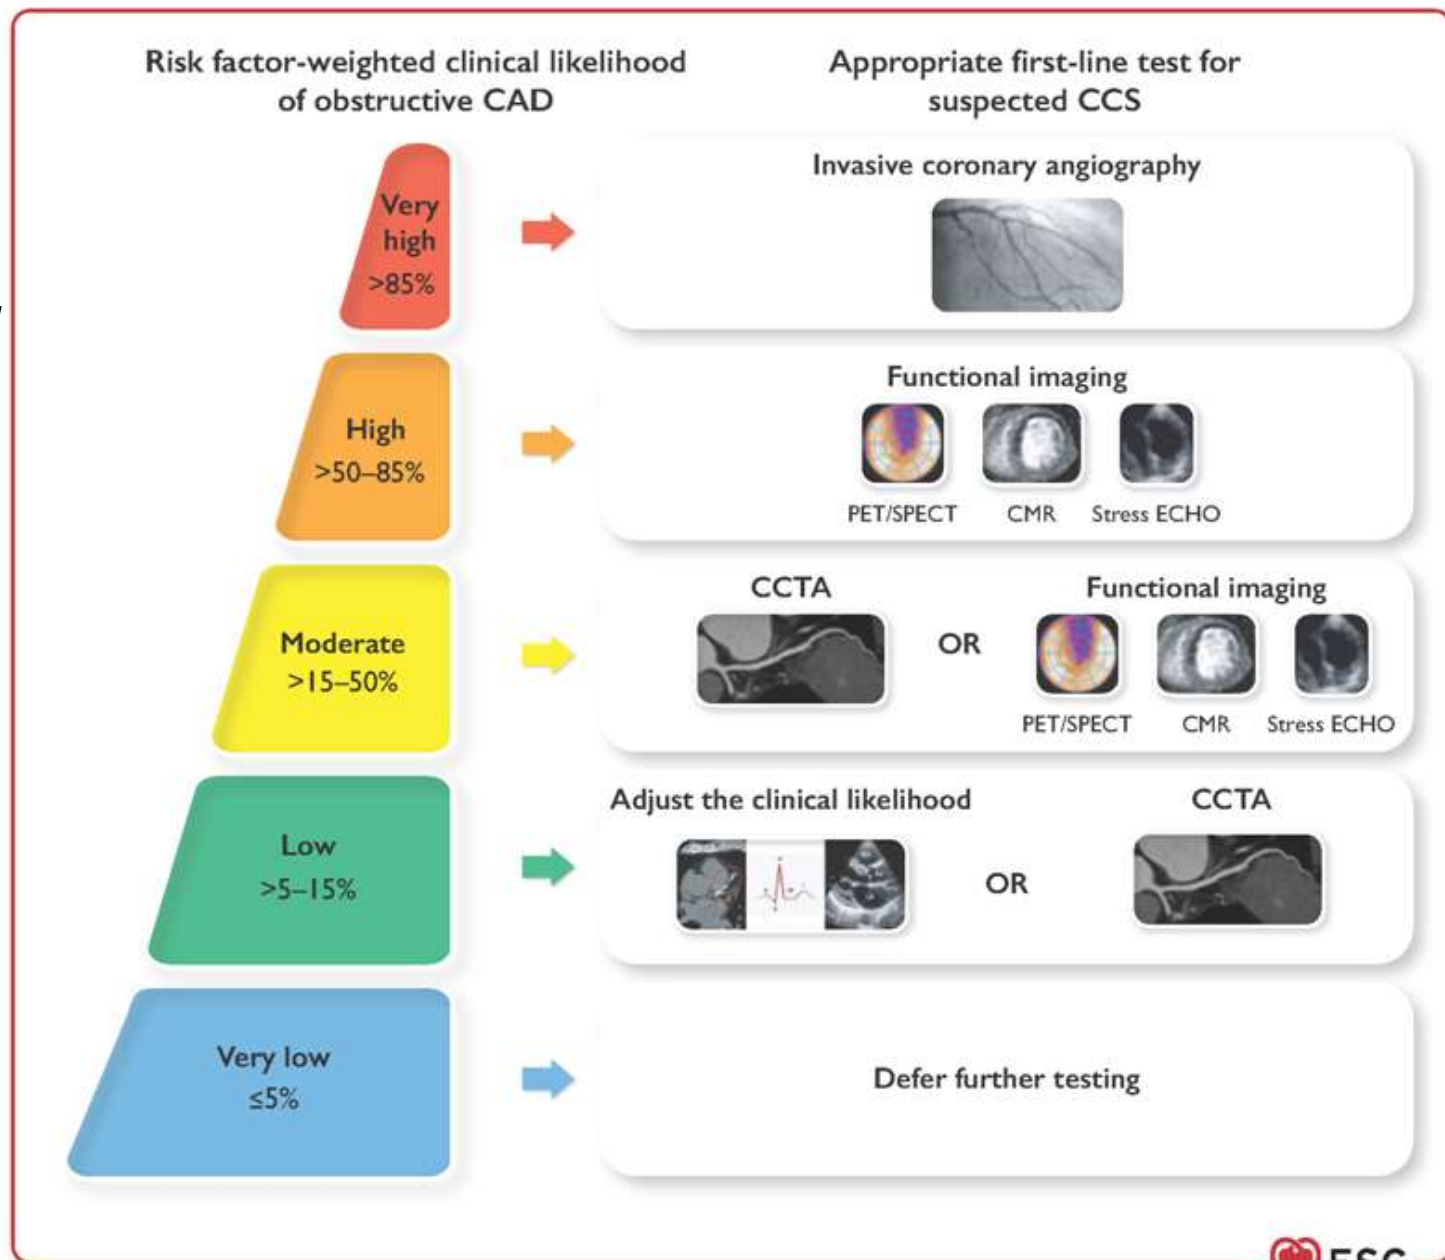 Risk factor-weighted clinical likelihood
of obstructive CAD
Appropriate first-line test for
suspected CCS
Very
high
>85%
Invasive coronary angiography
High
>50–85%
Functional imaging
PET/SPECT
CMR
Stress ECHO
Moderate
>15–50%
CCTA
OR
Functional imaging
PET/SPECT
CMR
Stress ECHO
Low
>5–15%
Adjust the clinical likelihood
OR
CCTA
Very low
≤5%
Defer further testing
ESC